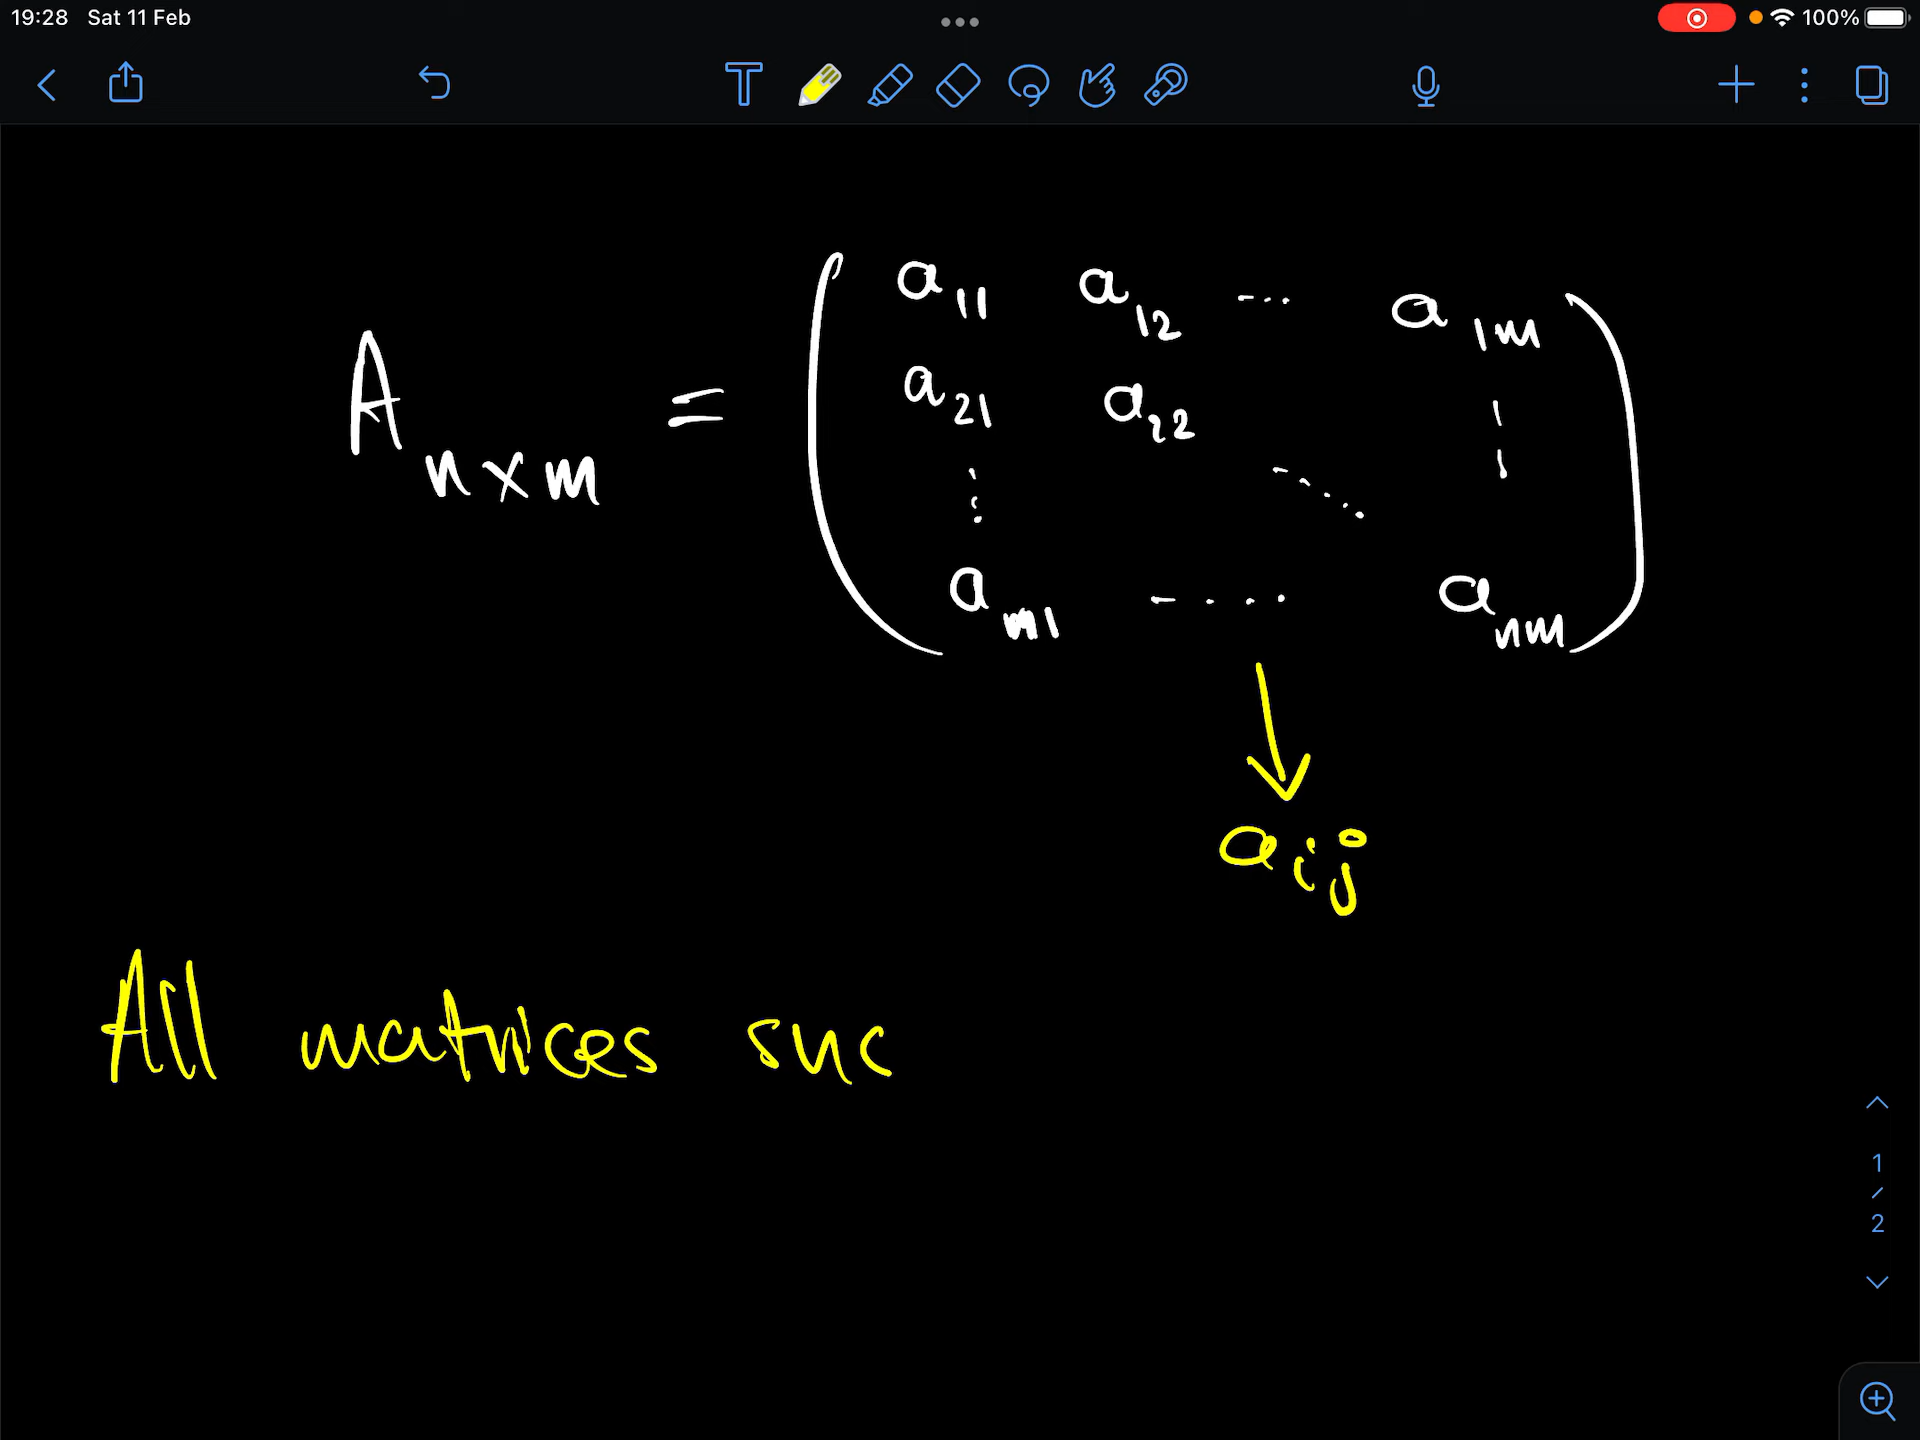 19:28 Sat 11 Feb 100%
A n×m = ( a11 a12 ... a1m
a21 a22
am1 .... anm )
aij
All matrices suc
1
/
2